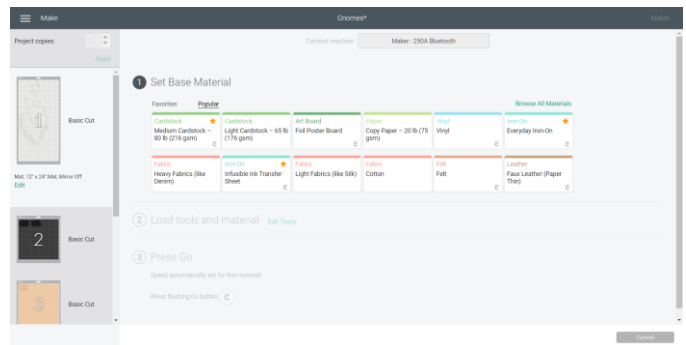 Make
Gnomes*
Maker
Project copies:
1
Apply
Connect machine
Maker : 250A Bluetooth
1 Set Base Material
Favorites Popular Browse All Materials
Cardstock
Medium Cardstock – 80 lb (216 gsm)
Cardstock
Light Cardstock – 65 lb (176 gsm)
Art Board
Foil Poster Board
Paper
Copy Paper – 20 lb (75 gsm)
Vinyl
Vinyl
Iron-On
Everyday Iron-On
Fabric
Heavy Fabrics (like Denim)
Iron-On
Infusible Ink Transfer Sheet
Fabric
Light Fabrics (like Silk)
Fabric
Cotton
Felt
Felt
Leather
Faux Leather (Paper Thin)
1
Basic Cut
Mat, 12" x 24" Mat, Mirror Off
Edit
2
Basic Cut
3
Basic Cut
2 Load tools and material Edit Tools
3 Press Go
Speed automatically set for this material.
Press flashing Go button
Cancel